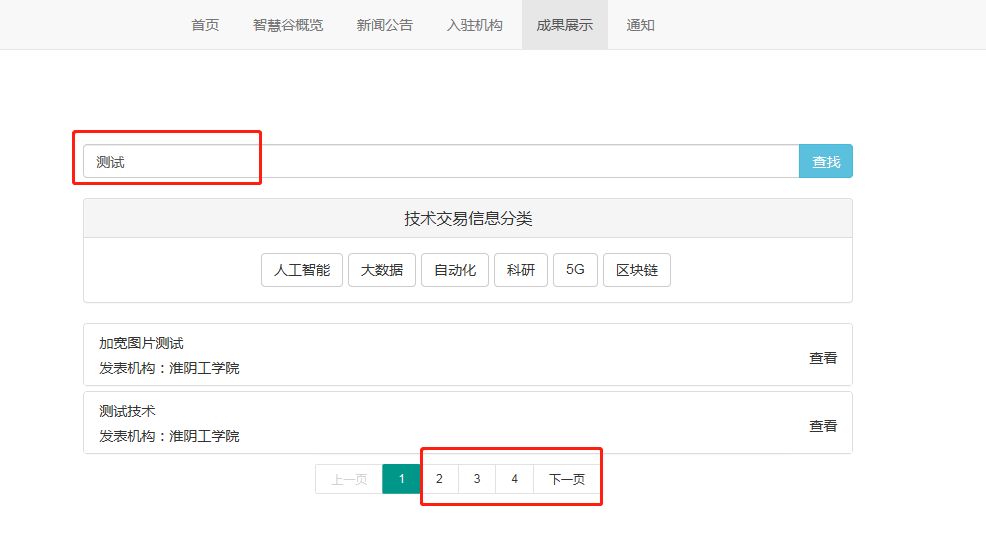 首页 智慧谷概览 新闻公告 入驻机构 成果展示 通知
测试 查找
技术交易信息分类
人工智能 大数据 自动化 科研 5G 区块链
加宽图片测试
发表机构：淮阴工学院
查看
测试技术
发表机构：淮阴工学院
查看
上一页 1 2 3 4 下一页